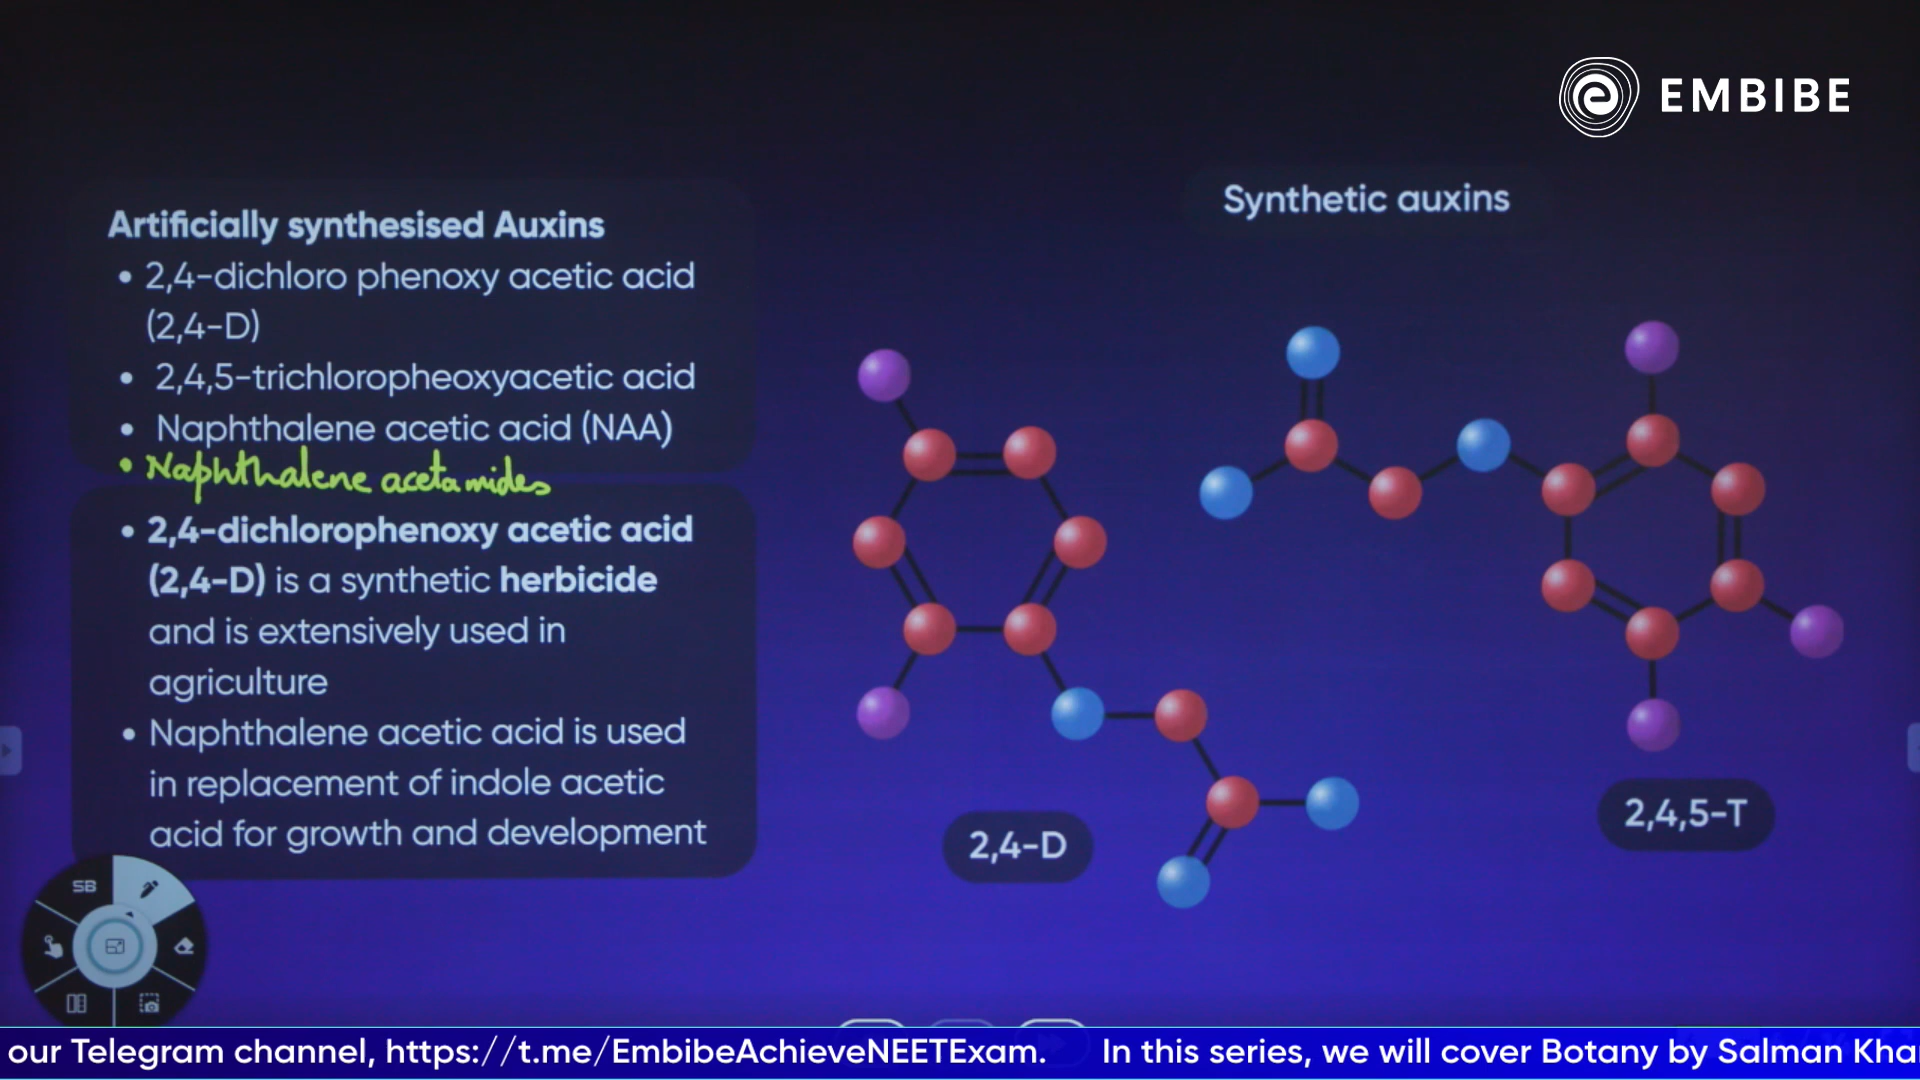 EMBIBE
Artificially synthesised Auxins
• 2,4-dichloro phenoxy acetic acid
(2,4-D)
• 2,4,5-trichloropheoxyacetic acid
• Naphthalene acetic acid (NAA)
• Naphthalene acetamides
• 2,4-dichlorophenoxy acetic acid
(2,4-D) is a synthetic herbicide
and is extensively used in
agriculture
• Naphthalene acetic acid is used
in replacement of indole acetic
acid for growth and development
Synthetic auxins
2,4-D
2,4,5-T
SB
our Telegram channel, https://t.me/EmbibeAchieveNEETExam. In this series, we will cover Botany by Salman Kha